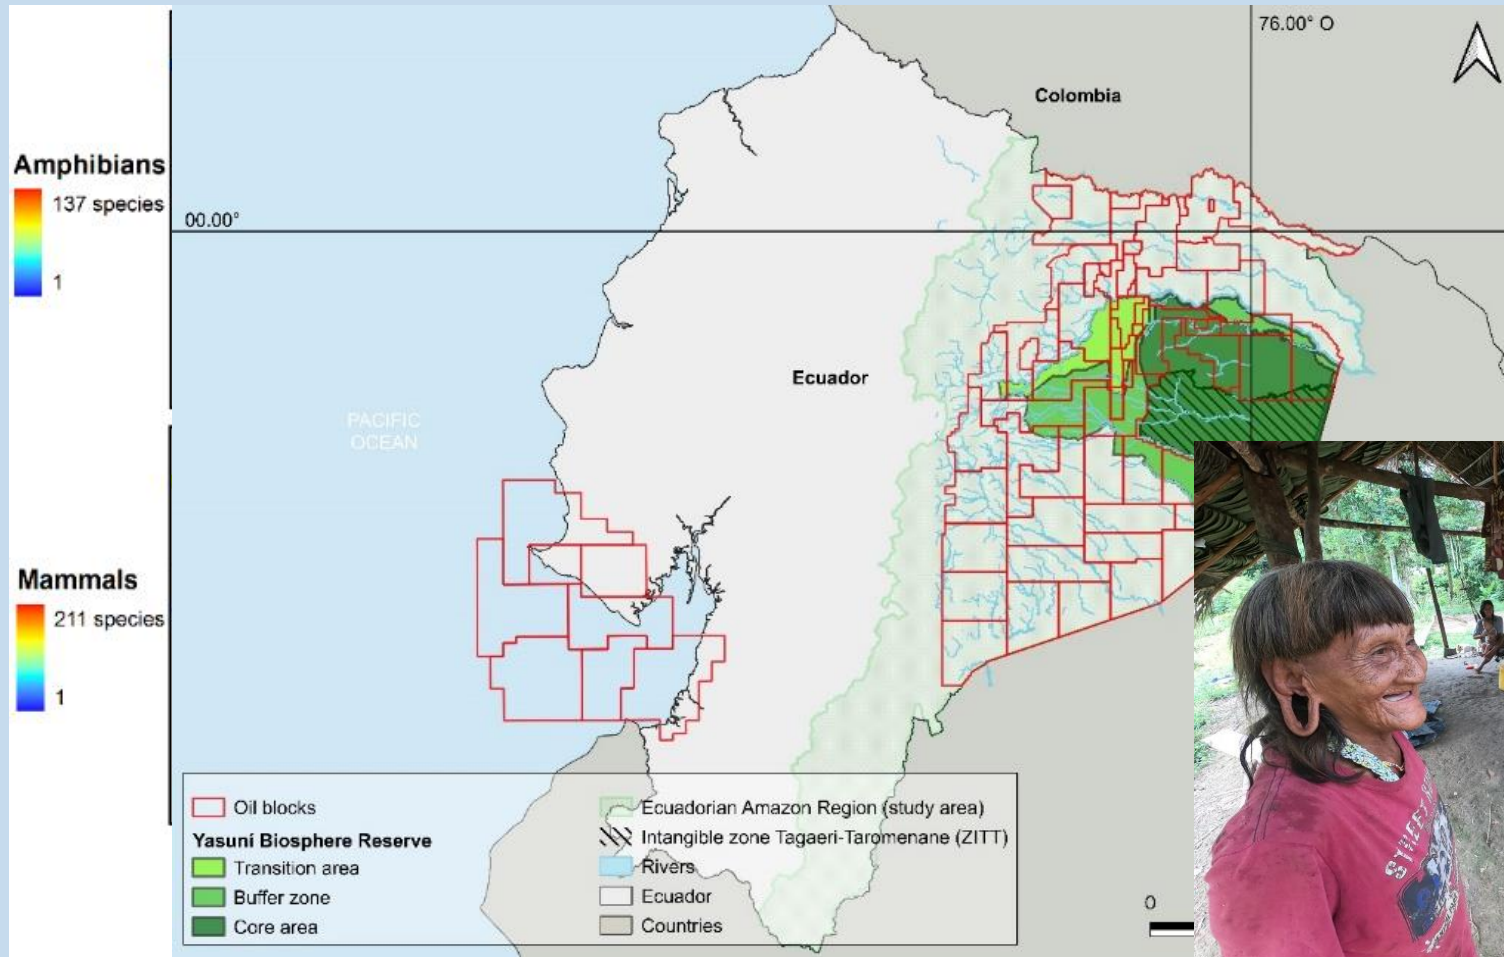 Amphibians
137 species
1
Mammals
211 species
1
76.00° O
Colombia
00.00°
Ecuador
PACIFIC
OCEAN
Oil blocks
Yasuní Biosphere Reserve
Transition area
Buffer zone
Core area
Ecuadorian Amazon Region (study area)
Intangible zone Tagaeri-Taromenane (ZITT)
Rivers
Ecuador
Countries
0
STREET